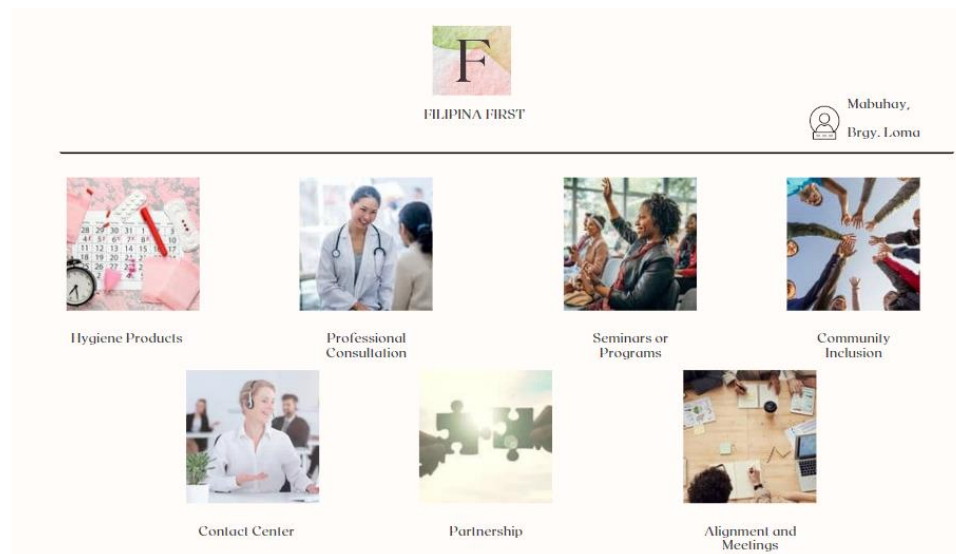 F
FILIPINA FIRST
Mabuhay,
Brgy. Loma
Hygiene Products
Professional
Consultation
Seminars or
Programs
Community
Inclusion
Contact Center
Partnership
Alignment and
Meetings